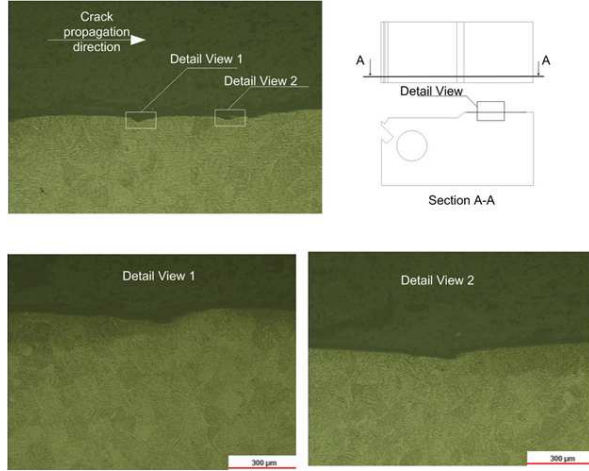 Crack
propagation
direction
Detail View 1
Detail View 2
A
A
Detail View
Section A-A
Detail View 1
300 µm
Detail View 2
300 µm